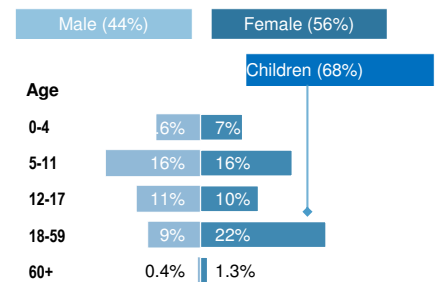 Male (44%) Female (56%)
Children (68%)
Age
0-4 6% 7%
5-11 16% 16%
12-17 11% 10%
18-59 9% 22%
60+ 0.4% 1.3%